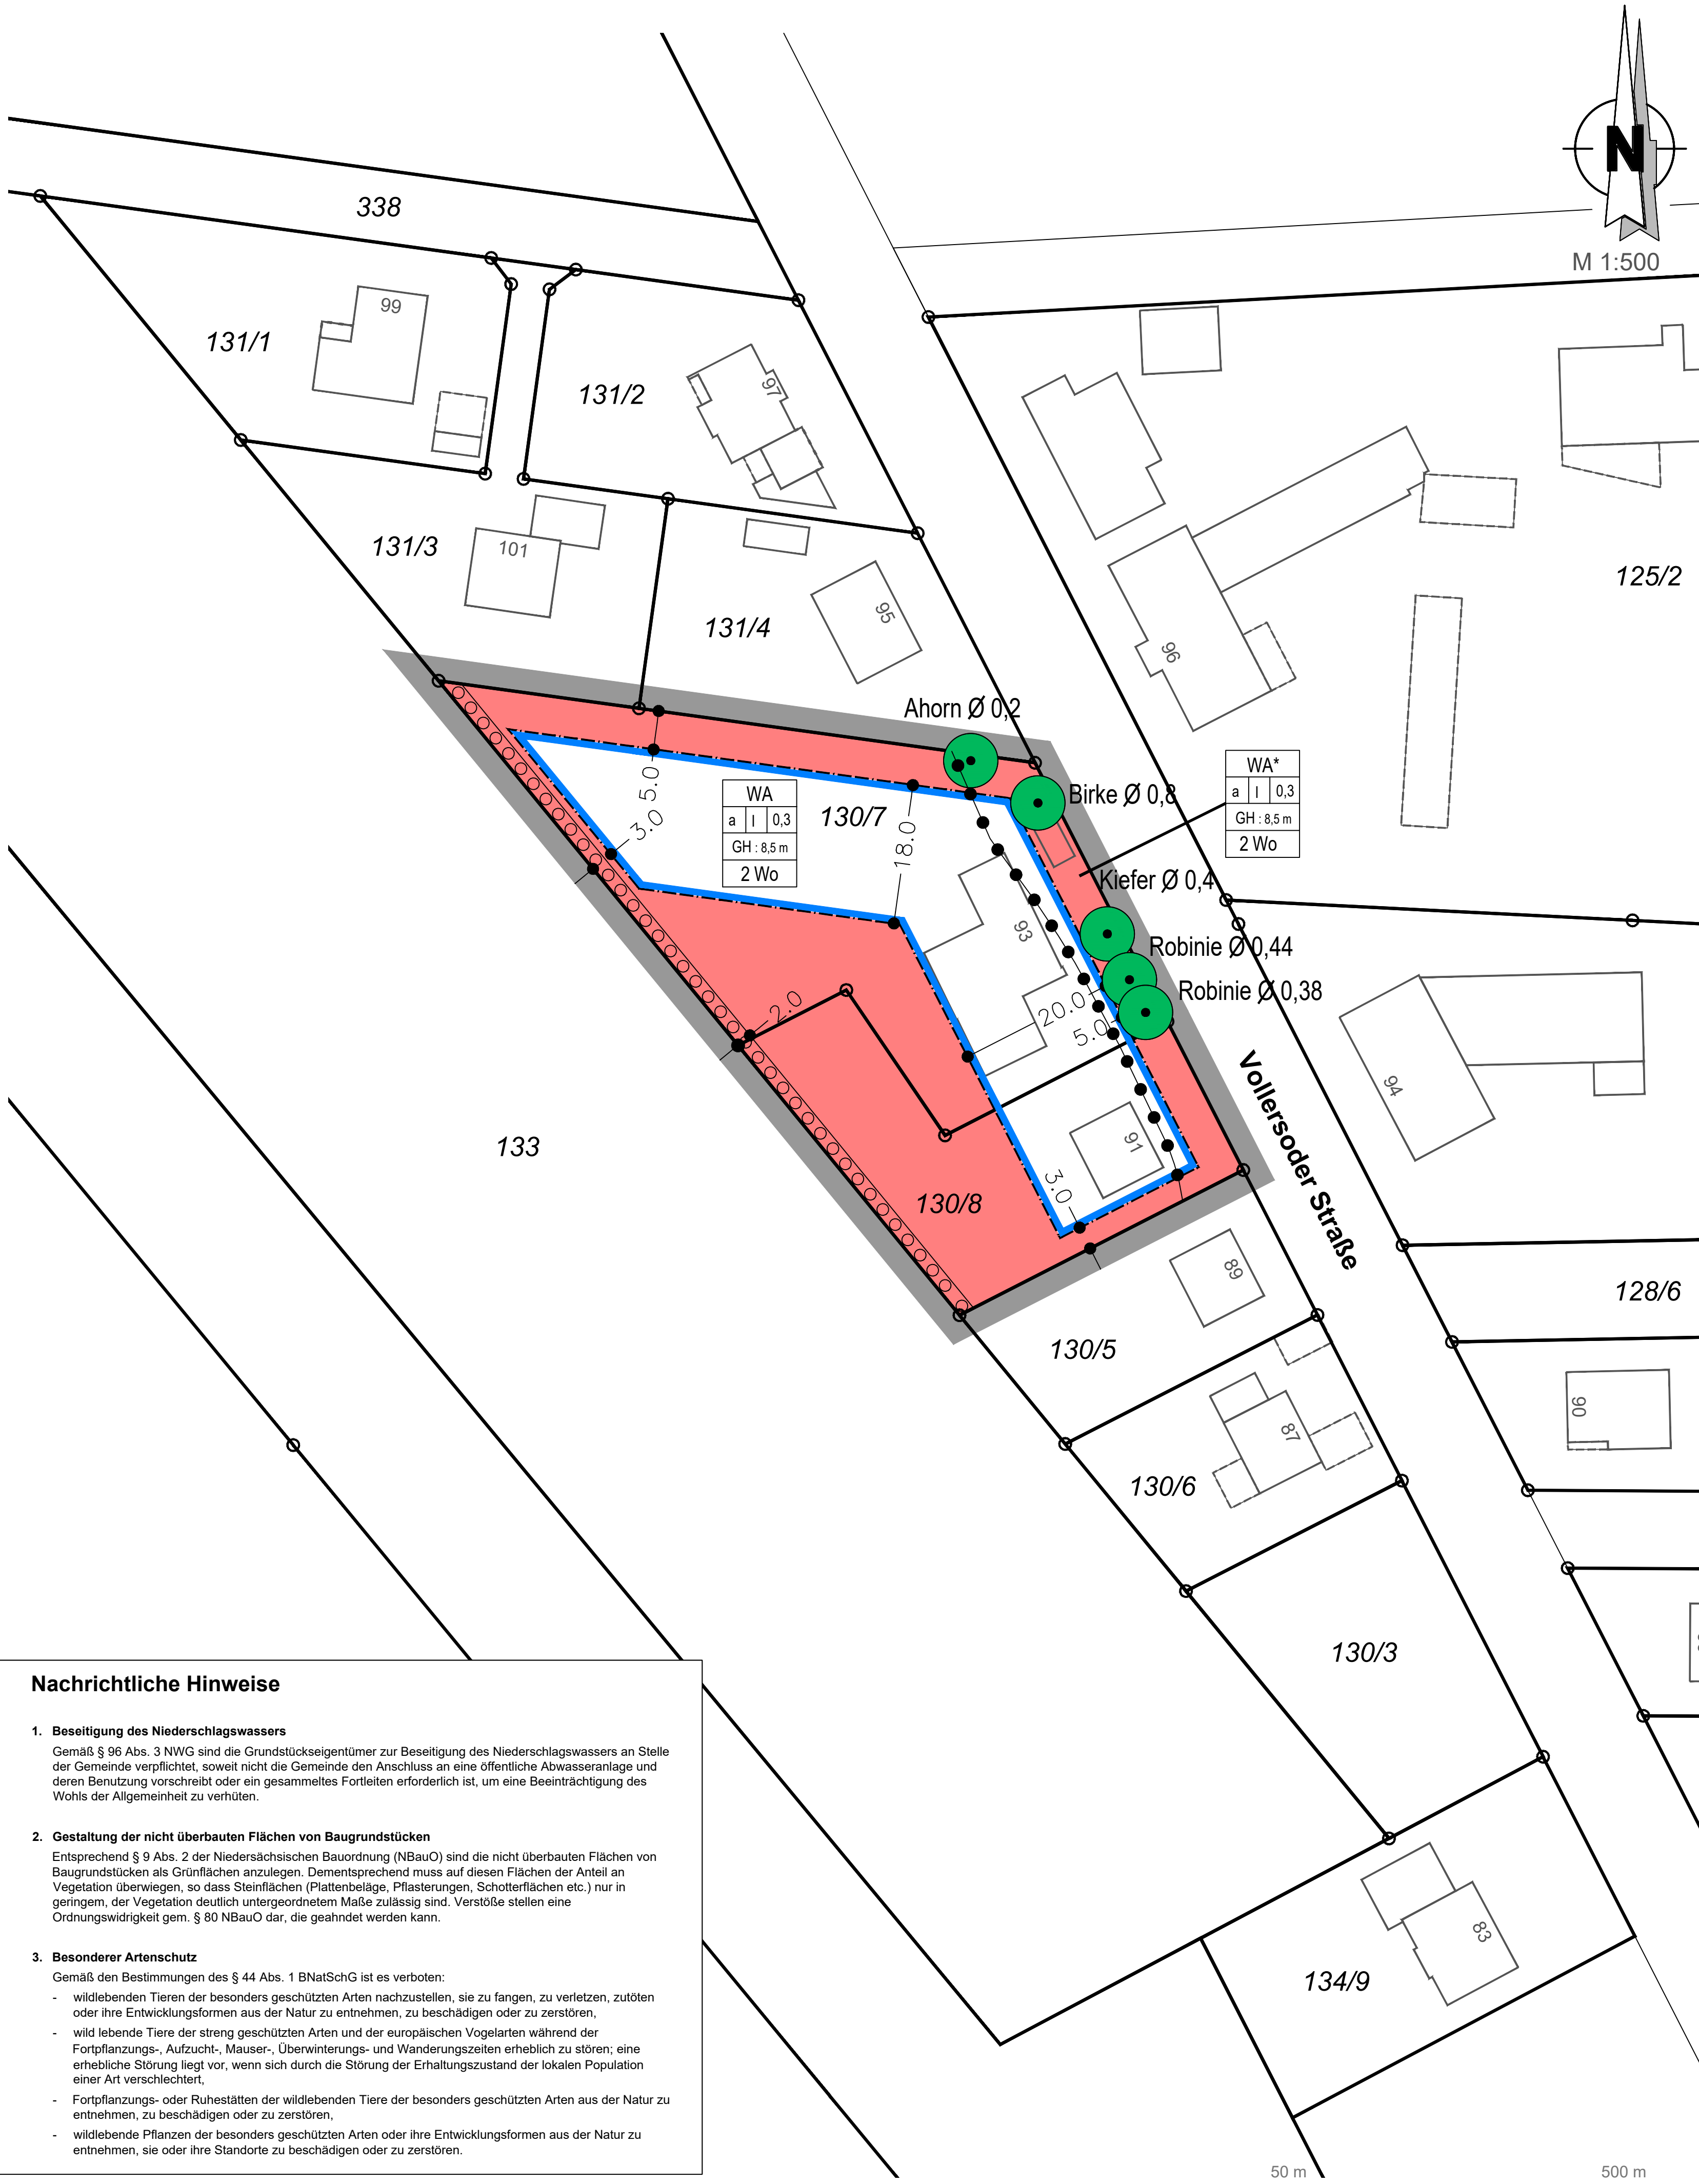 N
M 1:500
338
99
131/1
131/2
97
131/3
101
131/4
95
125/2
96
Ahorn Ø 0,2
WA*
a I 0,3
GH : 8,5 m
2 Wo
Birke Ø 0,8
WA
a I 0,3
GH : 8,5 m
2 Wo
130/7
5.0
3.0
18.0
Kiefer Ø 0,4
93
Robinie Ø 0,44
Robinie Ø 0,38
2.0
20.0
5.0
Vollersoder Straße
94
133
91
3.0
130/8
89
128/6
130/5
90
87
130/6
130/3
83
134/9
Nachrichtliche Hinweise
1. Beseitigung des Niederschlagswassers
Gemäß § 96 Abs. 3 NWG sind die Grundstückseigentümer zur Beseitigung des Niederschlagswassers an Stelle
der Gemeinde verpflichtet, soweit nicht die Gemeinde den Anschluss an eine öffentliche Abwasseranlage und
deren Benutzung vorschreibt oder ein gesammeltes Fortleiten erforderlich ist, um eine Beeinträchtigung des
Wohls der Allgemeinheit zu verhüten.
2. Gestaltung der nicht überbauten Flächen von Baugrundstücken
Entsprechend § 9 Abs. 2 der Niedersächsischen Bauordnung (NBauO) sind die nicht überbauten Flächen von
Baugrundstücken als Grünflächen anzulegen. Dementsprechend muss auf diesen Flächen der Anteil an
Vegetation überwiegen, so dass Steinflächen (Plattenbeläge, Pflasterungen, Schotterflächen etc.) nur in
geringem, der Vegetation deutlich untergeordnetem Maße zulässig sind. Verstöße stellen eine
Ordnungswidrigkeit gem. § 80 NBauO dar, die geahndet werden kann.
3. Besonderer Artenschutz
Gemäß den Bestimmungen des § 44 Abs. 1 BNatSchG ist es verboten:
- wildlebenden Tieren der besonders geschützten Arten nachzustellen, sie zu fangen, zu verletzen, zutöten
oder ihre Entwicklungsformen aus der Natur zu entnehmen, zu beschädigen oder zu zerstören,
- wild lebende Tiere der streng geschützten Arten und der europäischen Vogelarten während der
Fortpflanzungs-, Aufzucht-, Mauser-, Überwinterungs- und Wanderungszeiten erheblich zu stören; eine
erhebliche Störung liegt vor, wenn sich durch die Störung der Erhaltungszustand der lokalen Population
einer Art verschlechtert,
- Fortpflanzungs- oder Ruhestätten der wildlebenden Tiere der besonders geschützten Arten aus der Natur zu
entnehmen, zu beschädigen oder zu zerstören,
- wildlebende Pflanzen der besonders geschützten Arten oder ihre Entwicklungsformen aus der Natur zu
entnehmen, sie oder ihre Standorte zu beschädigen oder zu zerstören.
50 m
500 m